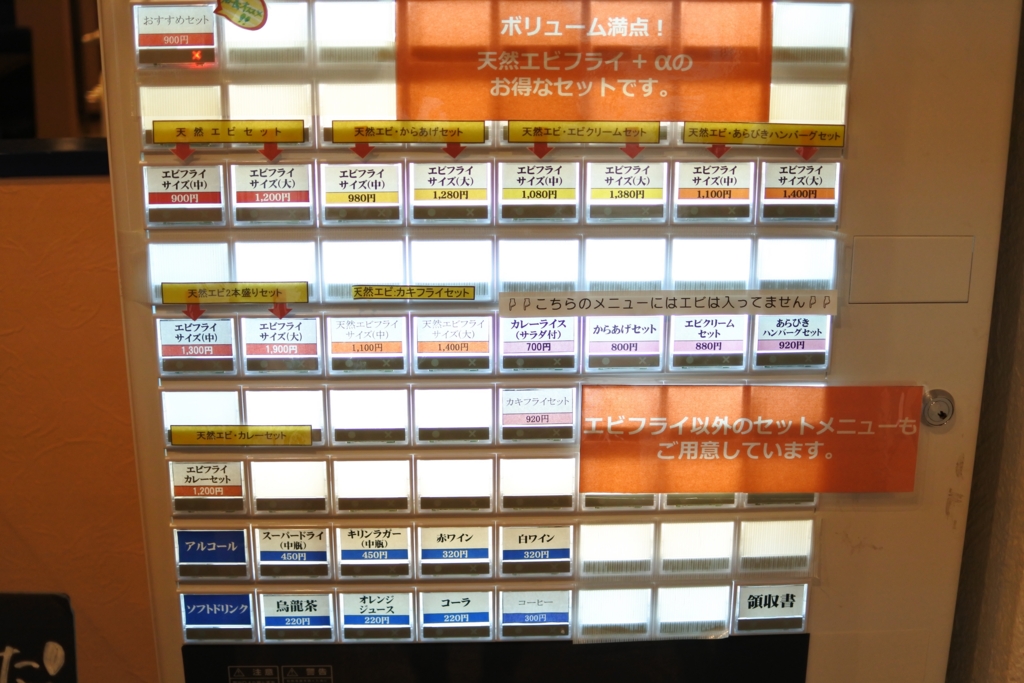 おすすめセット
900円
ボリューム満点！
天然エビフライ + αの
お得なセットです。
天然エビセット
天然エビ・からあげセット
天然エビ・エビクリームセット
天然エビ・あらびきハンバーグセット
エビフライ
サイズ(中)
900円
エビフライ
サイズ(大)
1,200円
エビフライ
サイズ(中)
980円
エビフライ
サイズ(大)
1,280円
エビフライ
サイズ(中)
1,080円
エビフライ
サイズ(大)
1,380円
エビフライ
サイズ(中)
1,100円
エビフライ
サイズ(大)
1,400円
天然エビ2本盛りセット
天然エビ・カキフライセット
こちらのメニューにはエビは入ってません
エビフライ
サイズ(中)
1,300円
エビフライ
サイズ(大)
1,900円
天然エビフライ
サイズ(中)
1,100円
天然エビフライ
サイズ(大)
1,400円
カレーライス
(サラダ付)
700円
からあげセット
800円
エビクリーム
セット
880円
あらびき
ハンバーグセット
920円
カキフライセット
920円
エビフライ以外のセットメニューも
ご用意しています。
天然エビ・カレーセット
エビフライ
カレーセット
1,200円
アルコール
スーパードライ
(中瓶)
450円
キリンラガー
(中瓶)
450円
赤ワイン
320円
白ワイン
320円
ソフトドリンク
烏龍茶
220円
オレンジ
ジュース
220円
コーラ
220円
コーヒー
300円
領収書
注意
警告